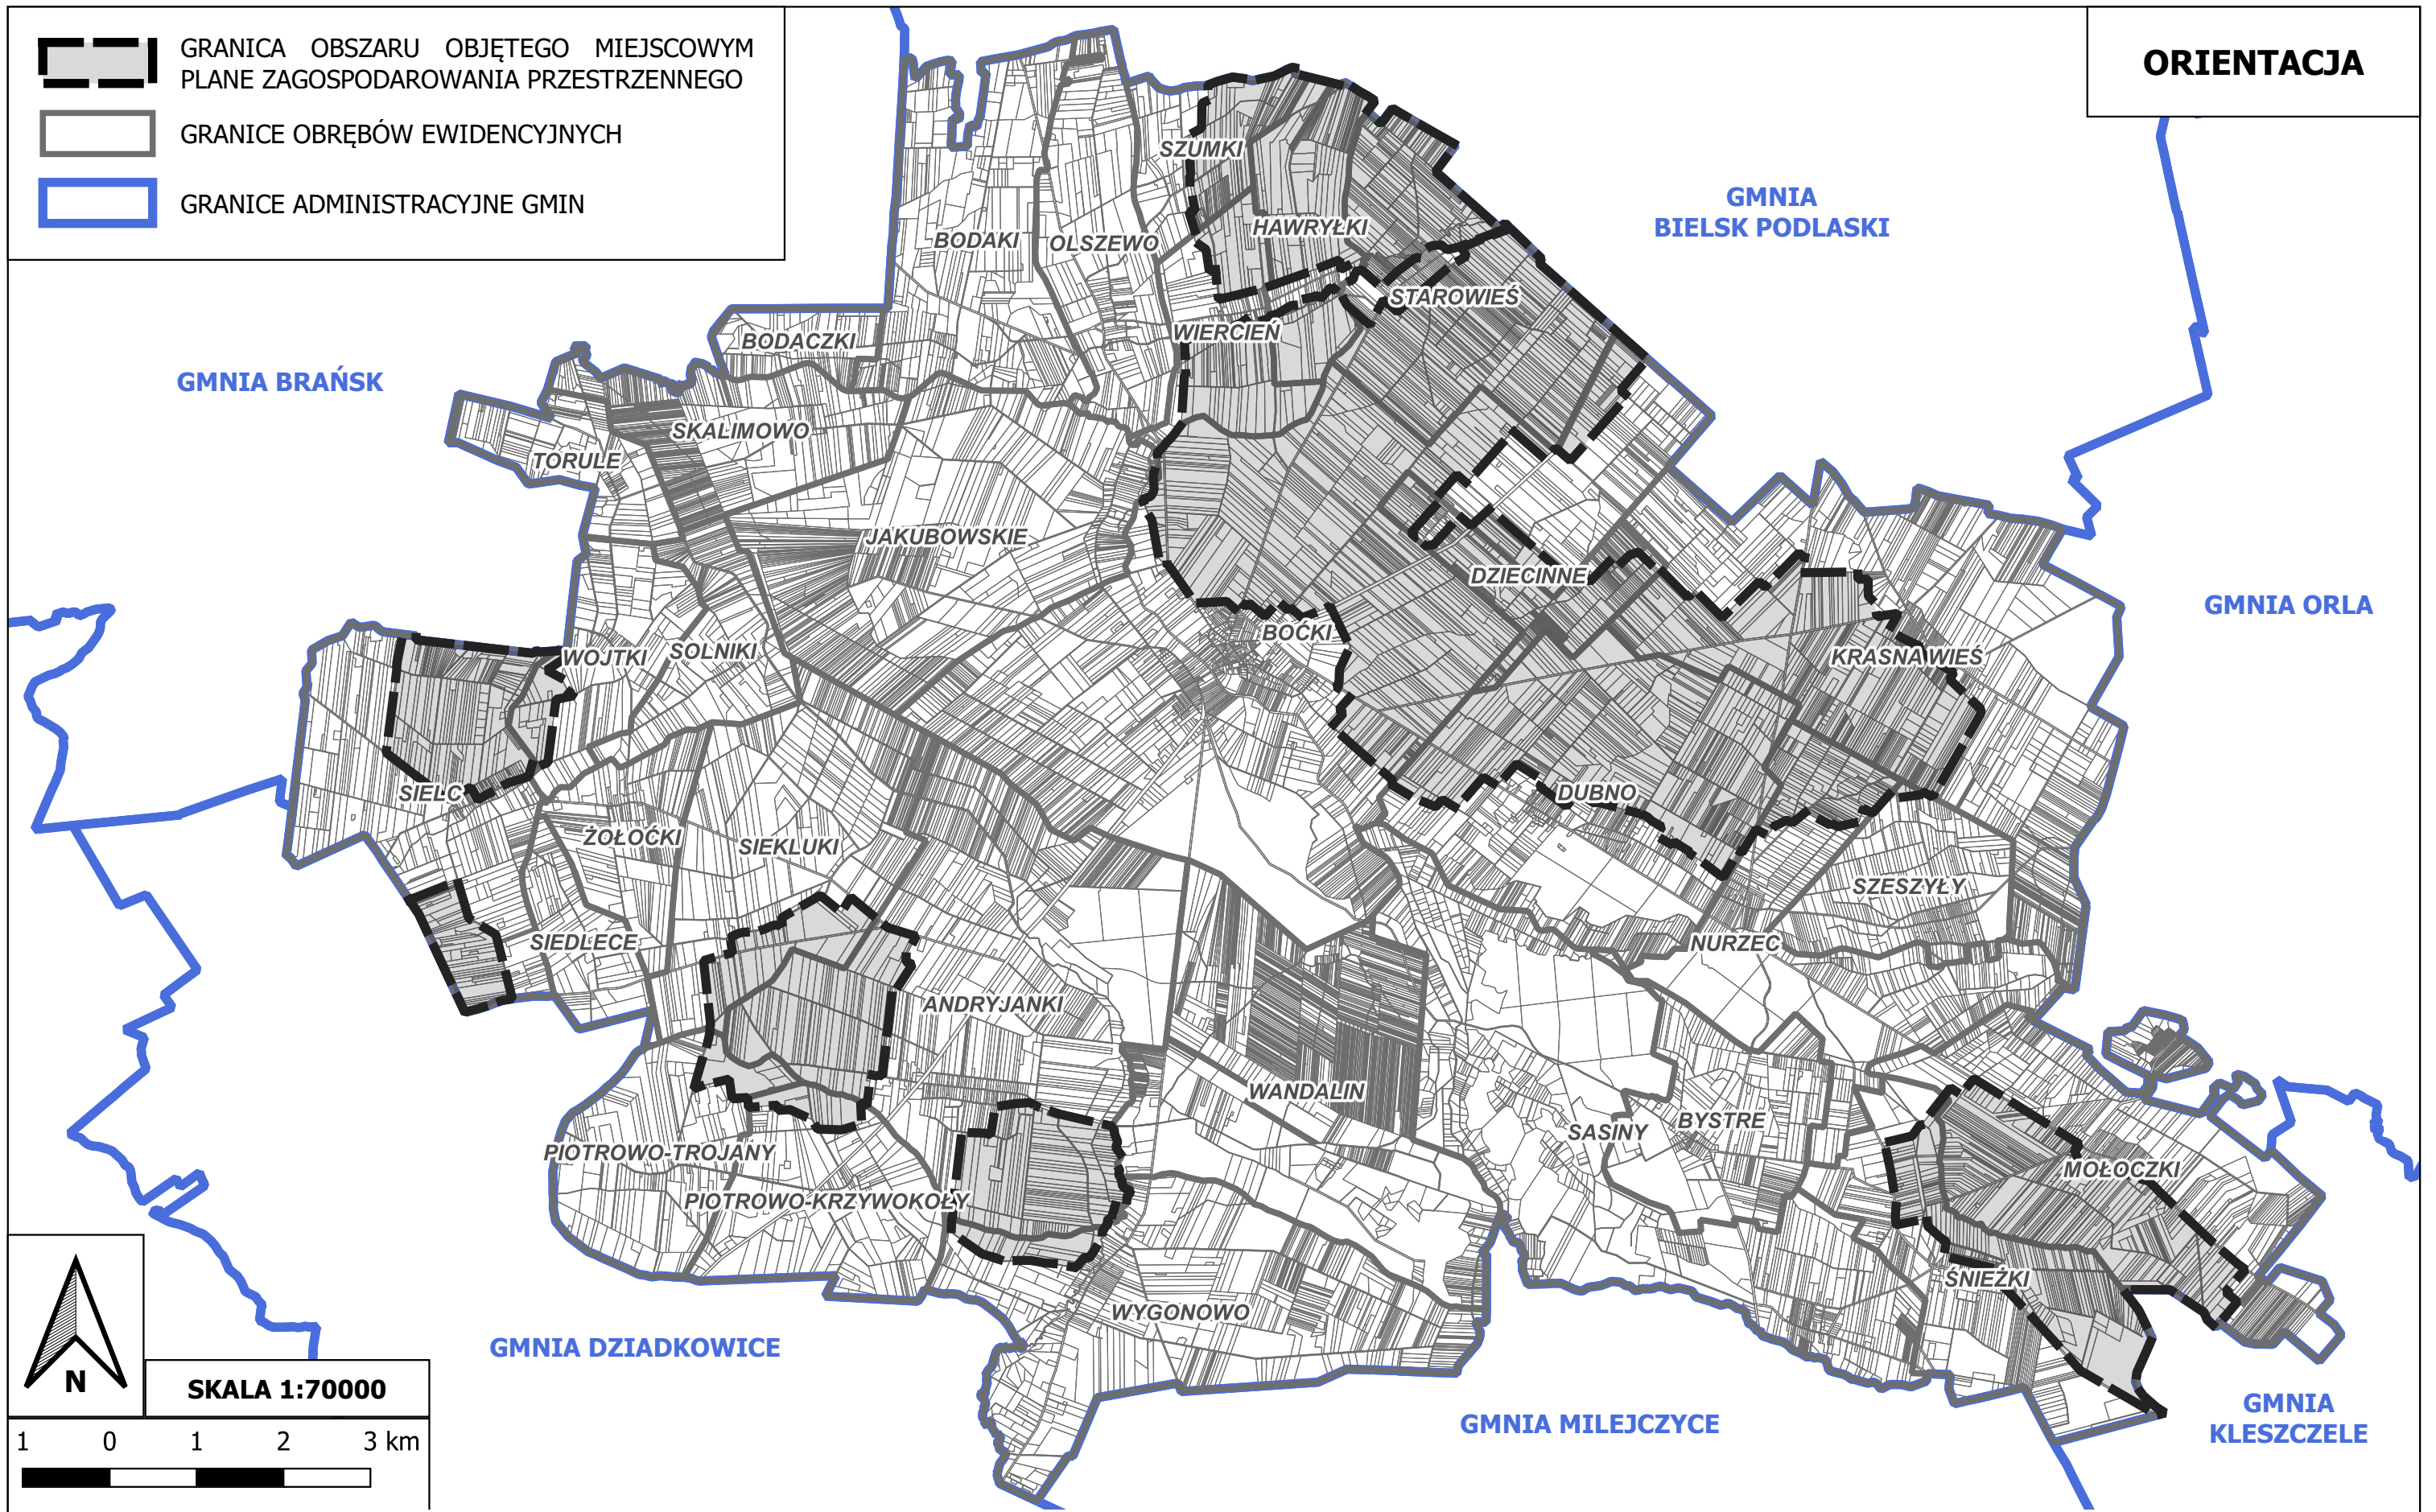 GRANICA OBSZARU OBJĘTEGO MIEJSCOWYM
PLANE ZAGOSPODAROWANIA PRZESTRZENNEGO
GRANICE OBRĘBÓW EWIDENCYJNYCH
GRANICE ADMINISTRACYJNE GMIN
ORIENTACJA
SZUMKI
GMNIA
BIELSK PODLASKI
HAWRYŁKI
BODAKI
OLSZEWO
STAROWIEŚ
WIERCIEŃ
BODACZKI
GMNIA BRAŃSK
SKALIMOWO
TORULE
JAKUBOWSKIE
DZIECINNE
GMNIA ORLA
BOĆKI
SOLNIKI
WOJTKI
KRASNA WIEŚ
SIELC
DUBNO
ŻOŁOĆKI
SIEKLUKI
SZESZYŁY
SIEDLECE
NURZEC
ANDRYJANKI
WANDALIN
BYSTRE
SASINY
PIOTROWO-TROJANY
MOŁOCZKI
PIOTROWO-KRZYWOKOŁY
ŚNIEŻKI
WYGONOWO
GMNIA DZIADKOWICE
GMNIA MILEJCZYCE
GMNIA
KLESZCZELE
N
SKALA 1:70000
1 0 1 2 3 km